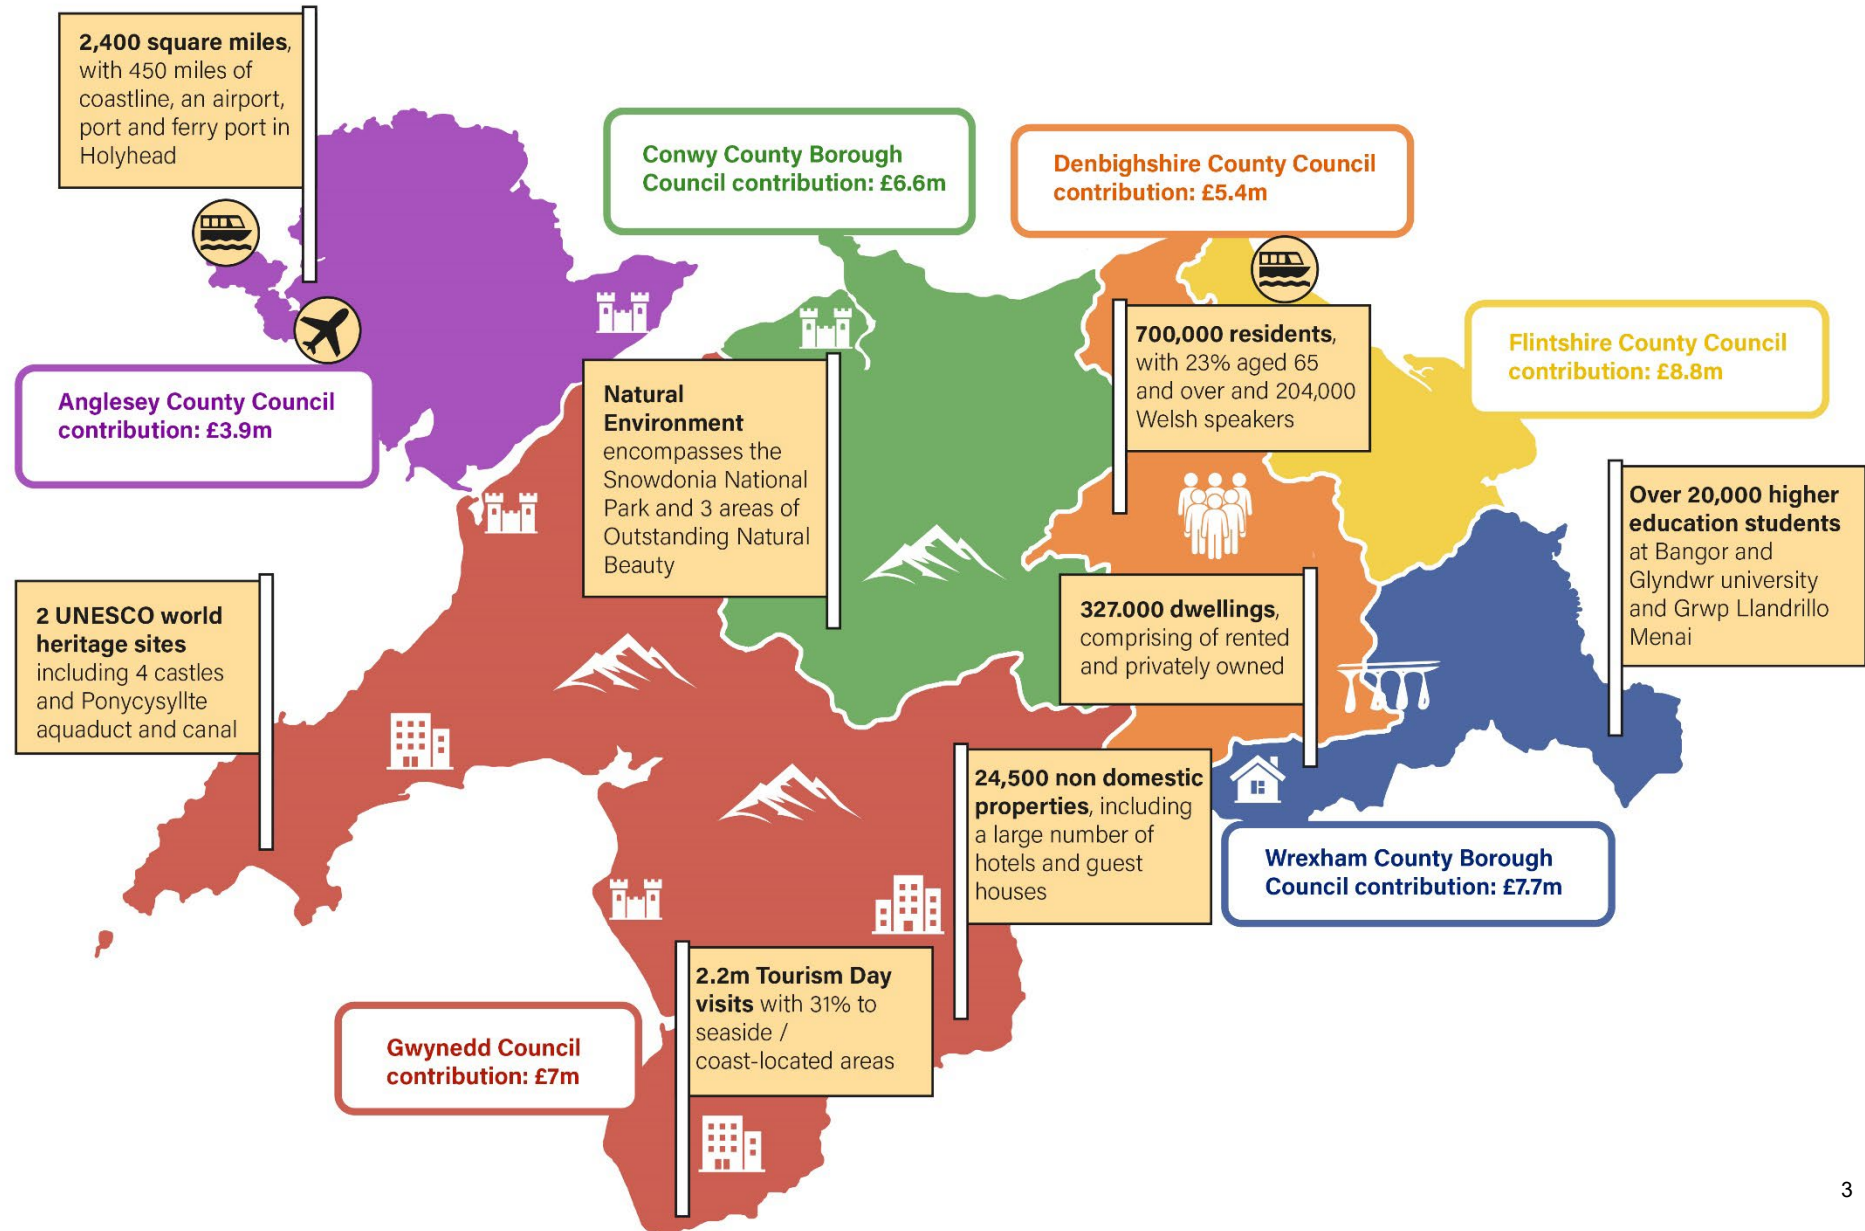 2,400 square miles,
with 450 miles of
coastline, an airport,
port and ferry port in
Holyhead
Conwy County Borough
Council contribution: £6.6m
Denbighshire County Council
contribution: £5.4m
700,000 residents,
with 23% aged 65
and over and 204,000
Welsh speakers
Flintshire County Council
contribution: £8.8m
Anglesey County Council
contribution: £3.9m
Natural
Environment
encompasses the
Snowdonia National
Park and 3 areas of
Outstanding Natural
Beauty
Over 20,000 higher
education students
at Bangor and
Glyndwr university
and Grwp Llandrillo
Menai
2 UNESCO world
heritage sites
including 4 castles
and Ponycysyllte
aquaduct and canal
327.000 dwellings,
comprising of rented
and privately owned
24,500 non domestic
properties, including
a large number of
hotels and guest
houses
Wrexham County Borough
Council contribution: £7.7m
2.2m Tourism Day
visits with 31% to
seaside /
coast-located areas
Gwynedd Council
contribution: £7m
3